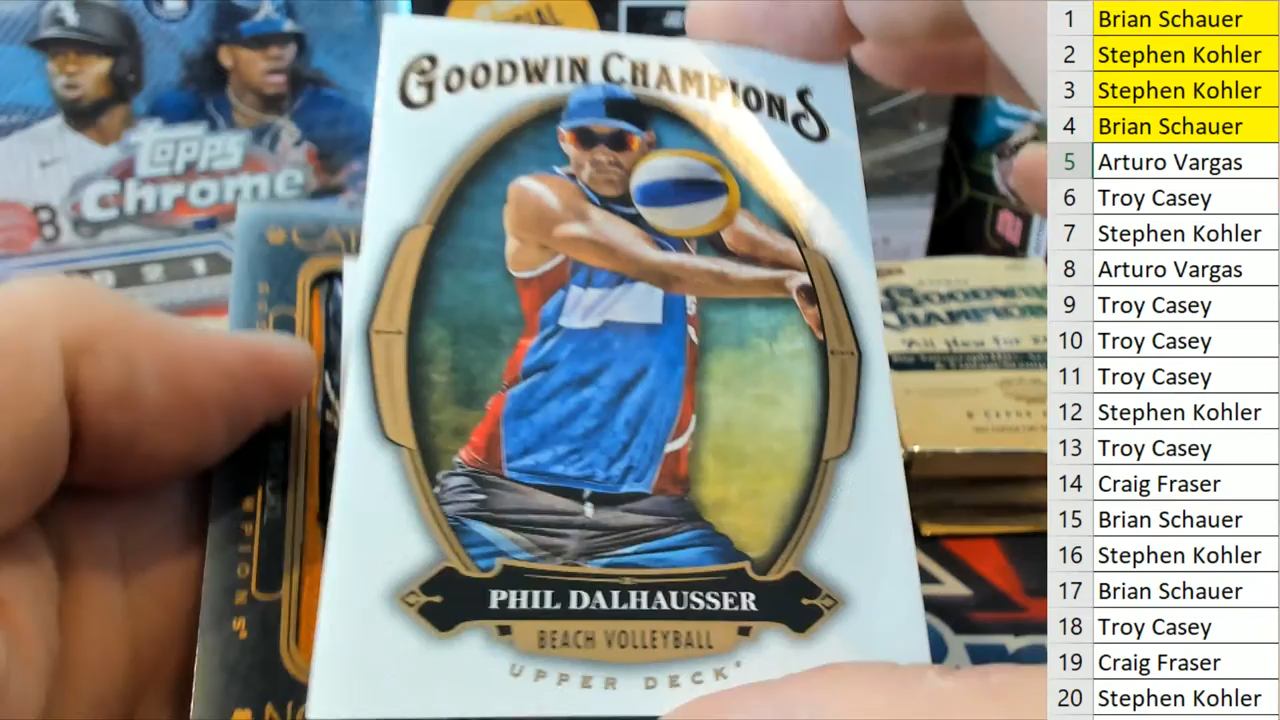 GOODWIN CHAMPIONS
PHIL DALHAUSSER
BEACH VOLLEYBALL
UPPER DECK
TOPPS
Chrome
GOODWIN
CHAMPIONS
1 Brian Schauer
2 Stephen Kohler
3 Stephen Kohler
4 Brian Schauer
5 Arturo Vargas
6 Troy Casey
7 Stephen Kohler
8 Arturo Vargas
9 Troy Casey
10 Troy Casey
11 Troy Casey
12 Stephen Kohler
13 Troy Casey
14 Craig Fraser
15 Brian Schauer
16 Stephen Kohler
17 Brian Schauer
18 Troy Casey
19 Craig Fraser
20 Stephen Kohler